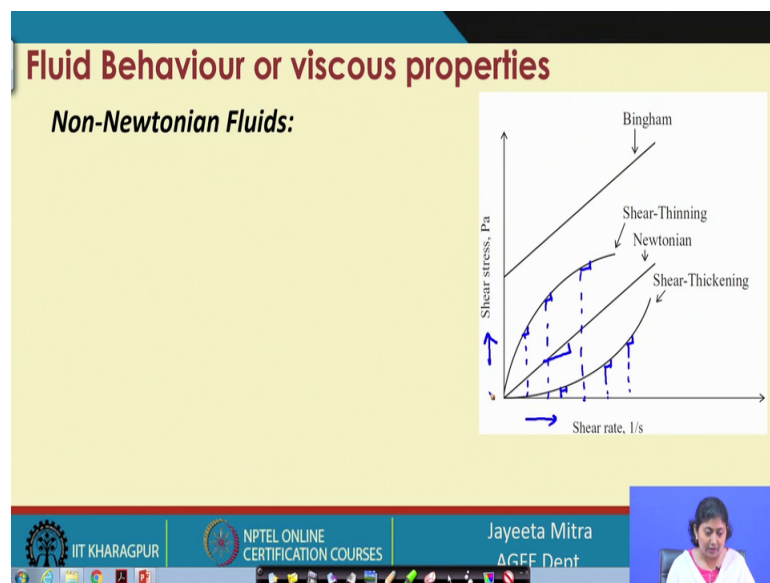 Fluid Behaviour or viscous properties
Non-Newtonian Fluids:
Bingham
Shear-Thinning
Newtonian
Shear-Thickening
Shear stress, Pa
Shear rate, 1/s
IIT KHARAGPUR
NPTEL ONLINE
CERTIFICATION COURSES
Jayeeta Mitra
AGFE Dept